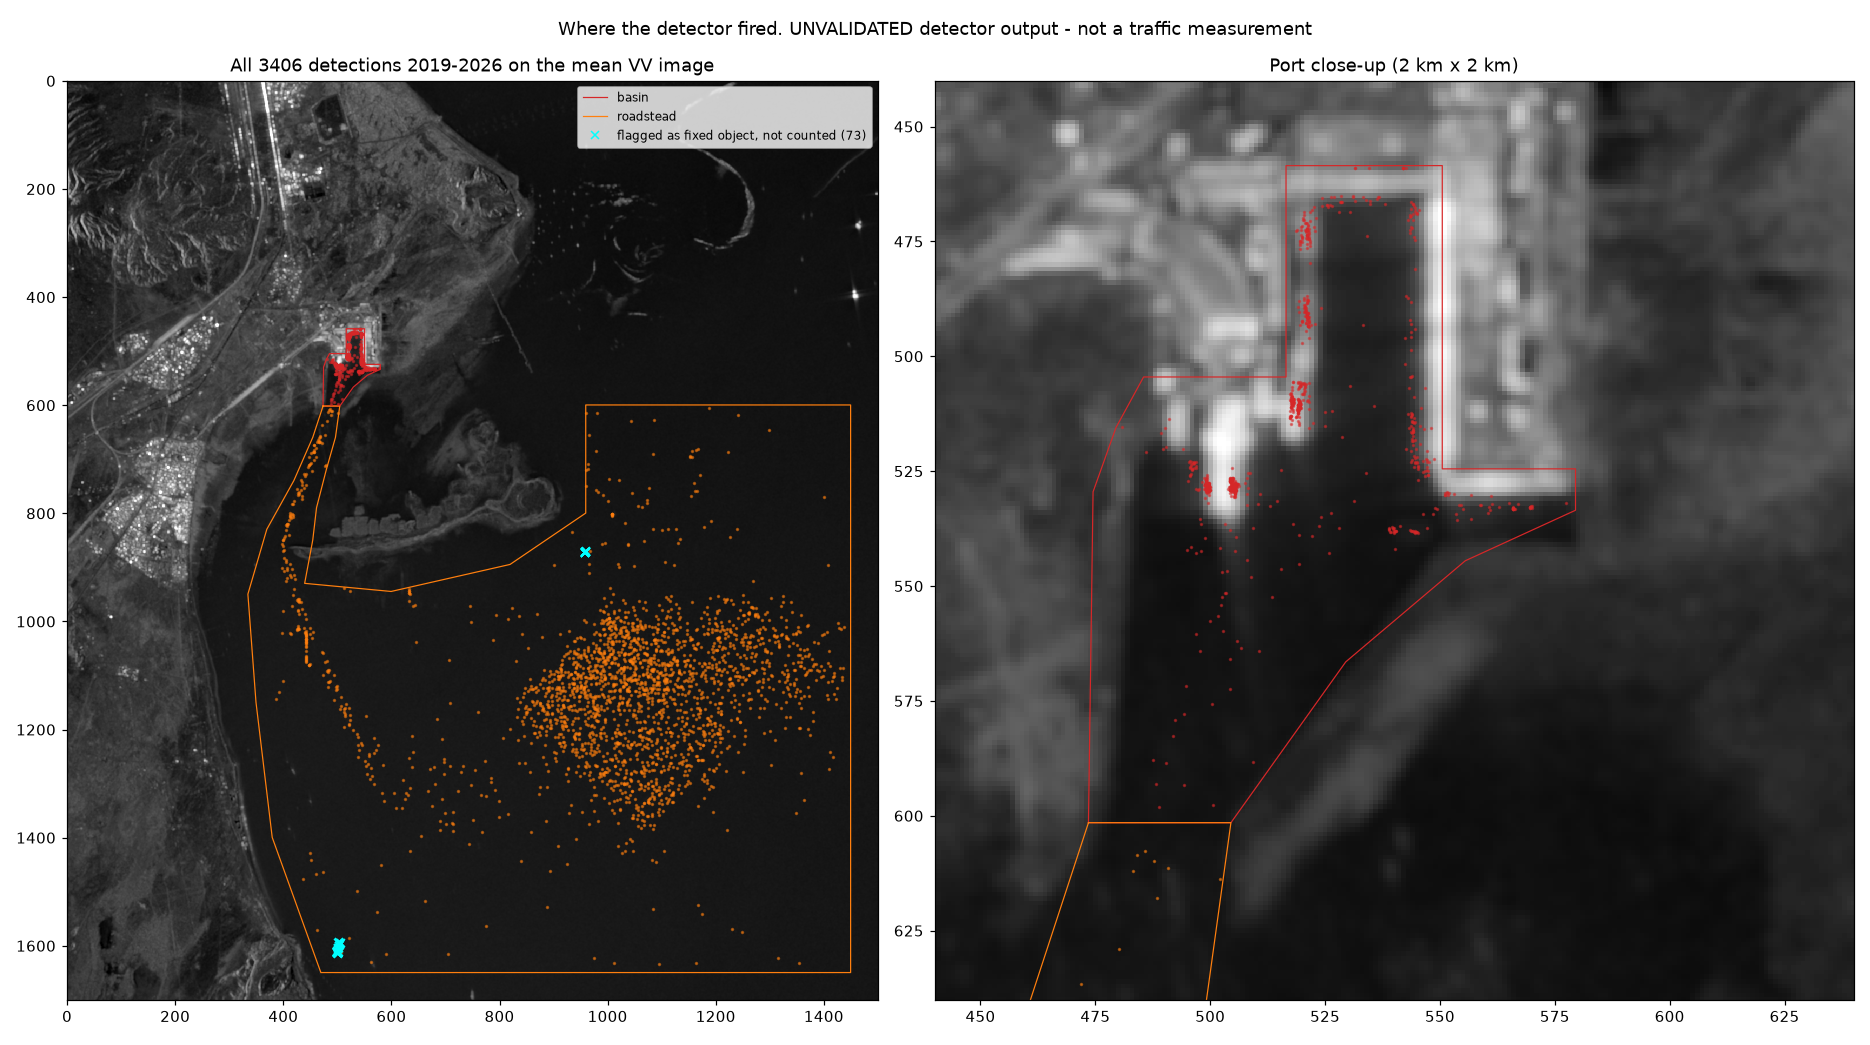 Where the detector fired. UNVALIDATED detector output - not a traffic measurement
All 3406 detections 2019-2026 on the mean VV image
basin
roadstead
flagged as fixed object, not counted (73)
0
200
400
600
800
1000
1200
1400
1600
0 200 400 600 800 1000 1200 1400
Port close-up (2 km x 2 km)
450
475
500
525
550
575
600
625
450 475 500 525 550 575 600 625